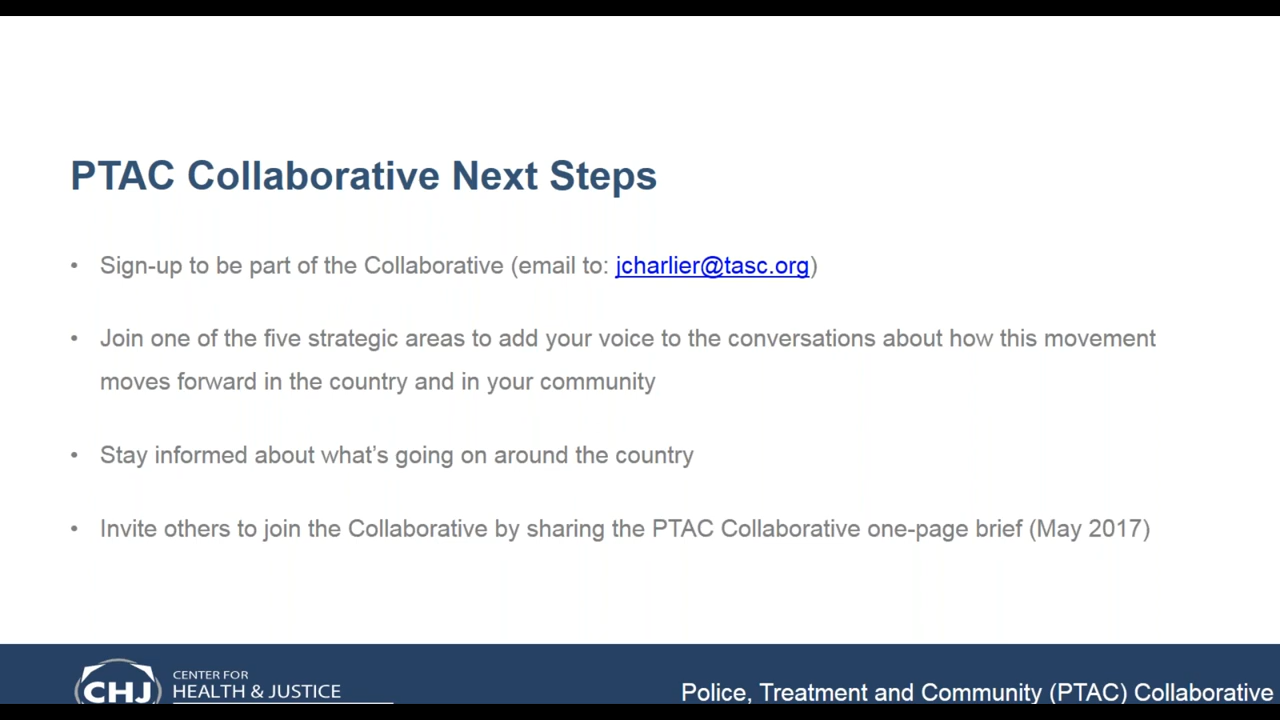 PTAC Collaborative Next Steps
• Sign-up to be part of the Collaborative (email to: jcharlier@tasc.org)
• Join one of the five strategic areas to add your voice to the conversations about how this movement
moves forward in the country and in your community
• Stay informed about what’s going on around the country
• Invite others to join the Collaborative by sharing the PTAC Collaborative one-page brief (May 2017)
CHJ
CENTER FOR
HEALTH & JUSTICE
Police, Treatment and Community (PTAC) Collaborative